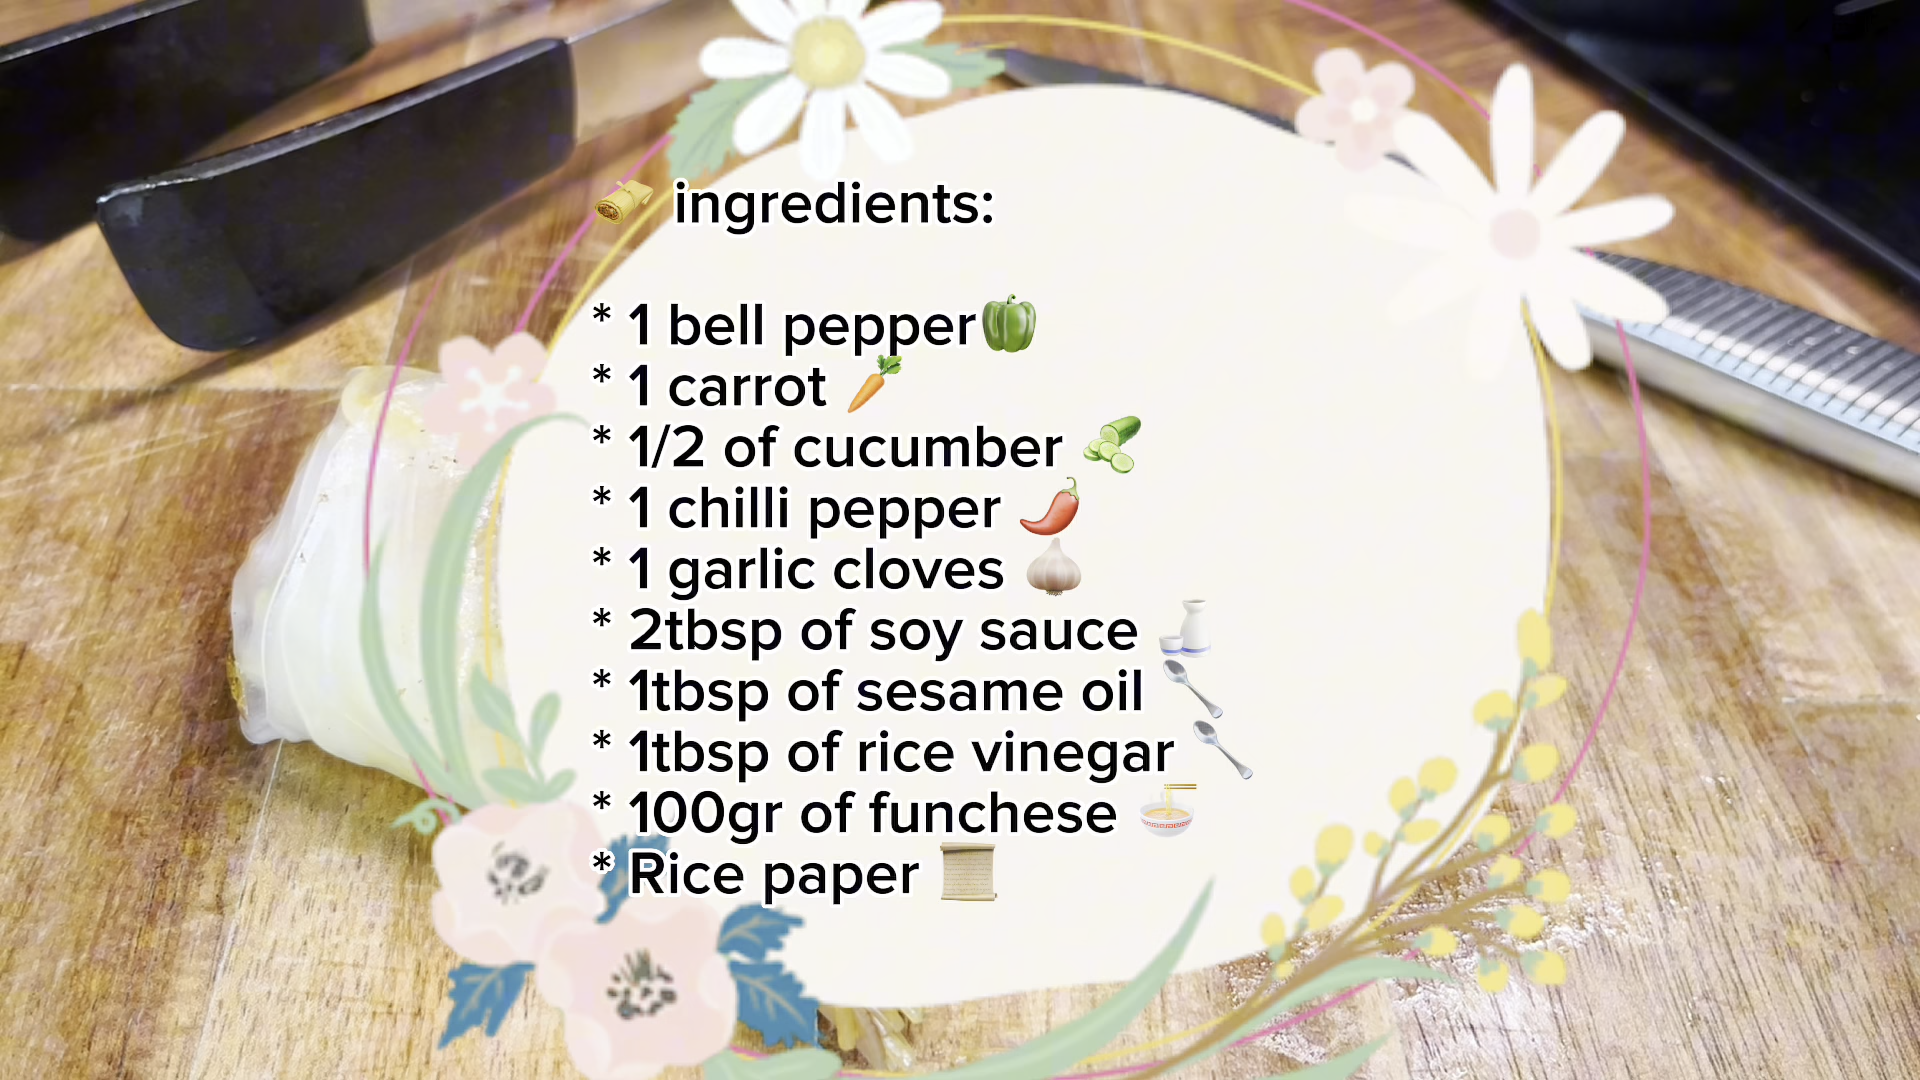 ingredients:
* 1 bell pepper🫑
* 1 carrot 🥕
* 1/2 of cucumber 🥒
* 1 chilli pepper 🌶️
* 1 garlic cloves 🧄
* 2tbsp of soy sauce 🍶
* 1tbsp of sesame oil 🥄
* 1tbsp of rice vinegar 🥄
* 100gr of funchese 🍜
* Rice paper 📜